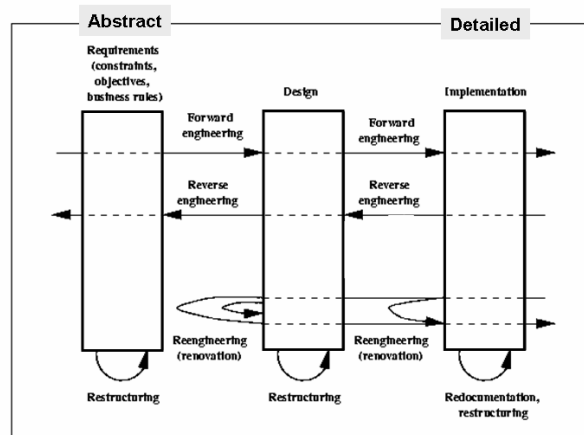 Abstract
Detailed
Requirements
(constraints,
objectives,
business rules)
Design
Implementation
Forward
engineering
Forward
engineering
Reverse
engineering
Reverse
engineering
Reengineering
(renovation)
Reengineering
(renovation)
Restructuring
Restructuring
Redocumentation,
restructuring